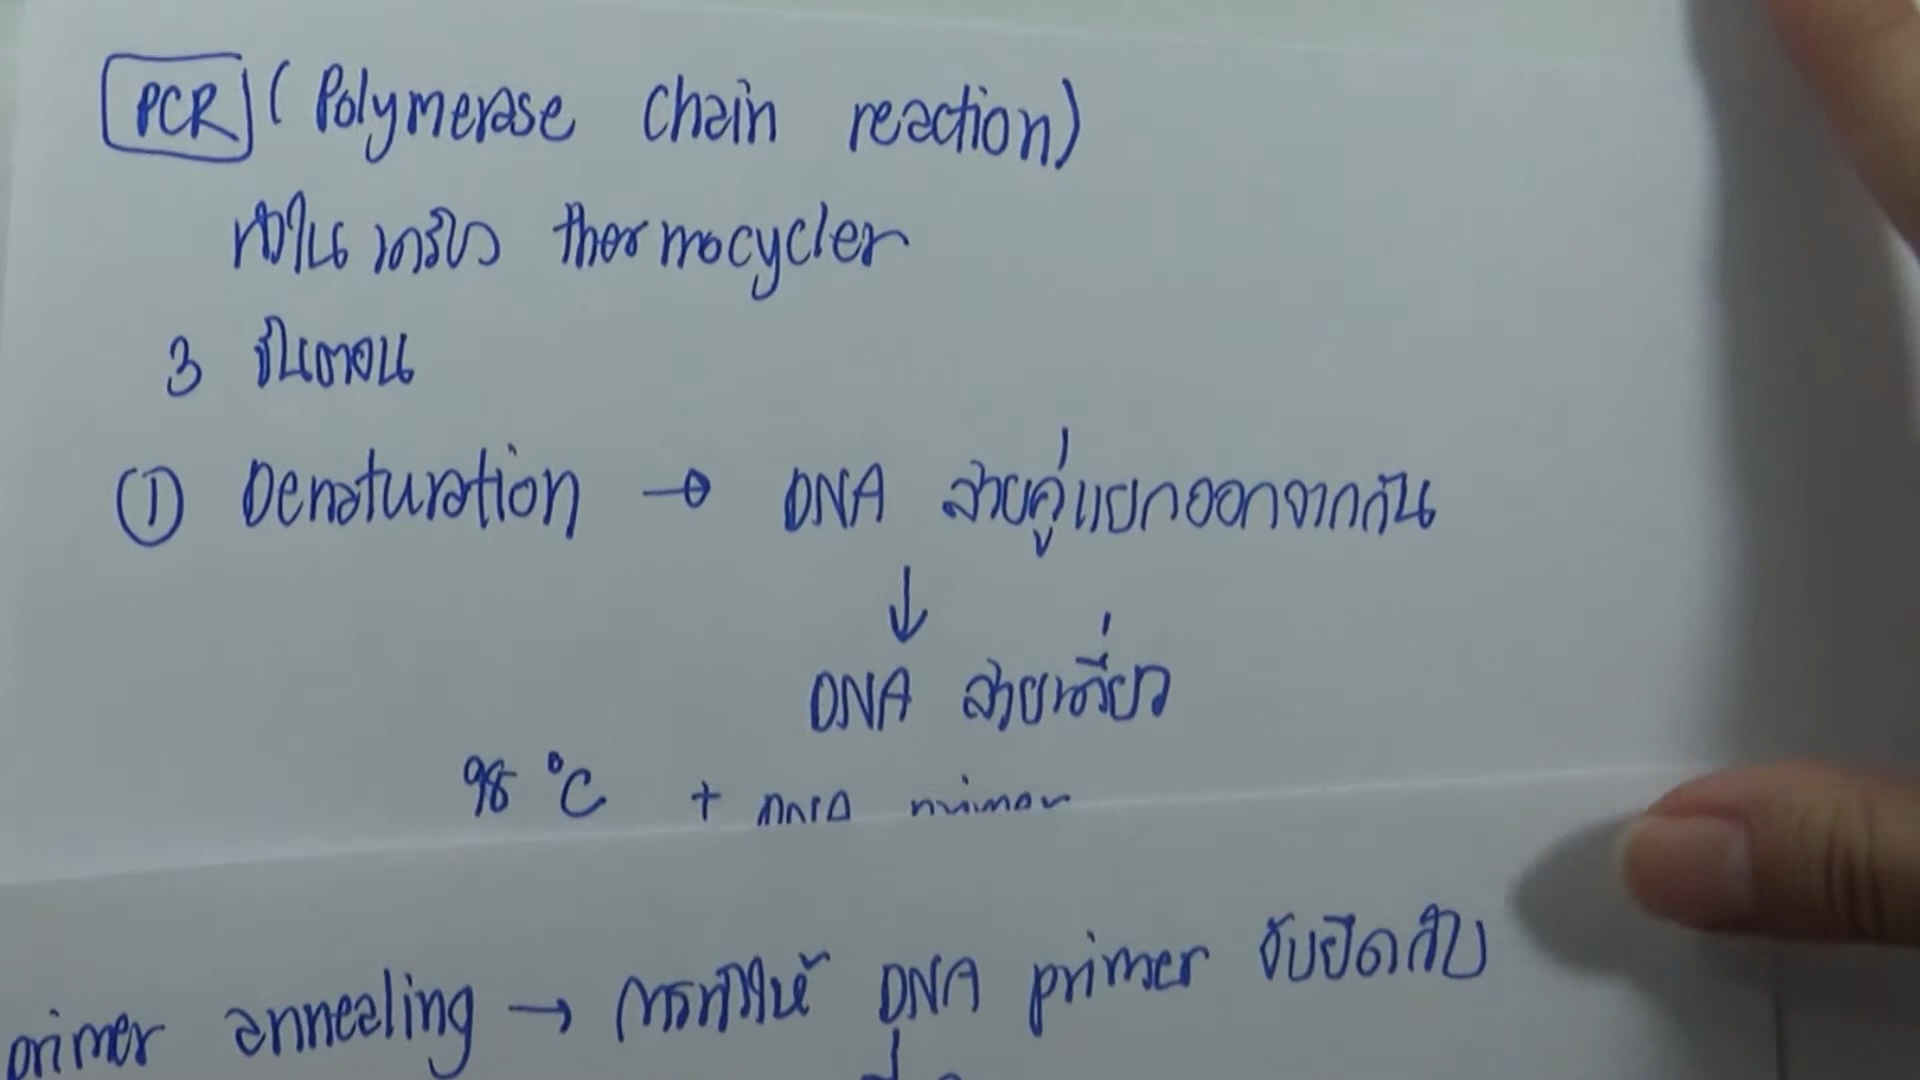 PCR (Polymerase chain reaction)
ทำใน เครื่อง thermocycler
3 ขั้นตอน
① Denaturation → DNA สายคู่แยกออกจากกัน
↓
DNA สายเดี่ยว
98 °C +
primer annealing → การทำให้ DNA primer จับยึดกับ